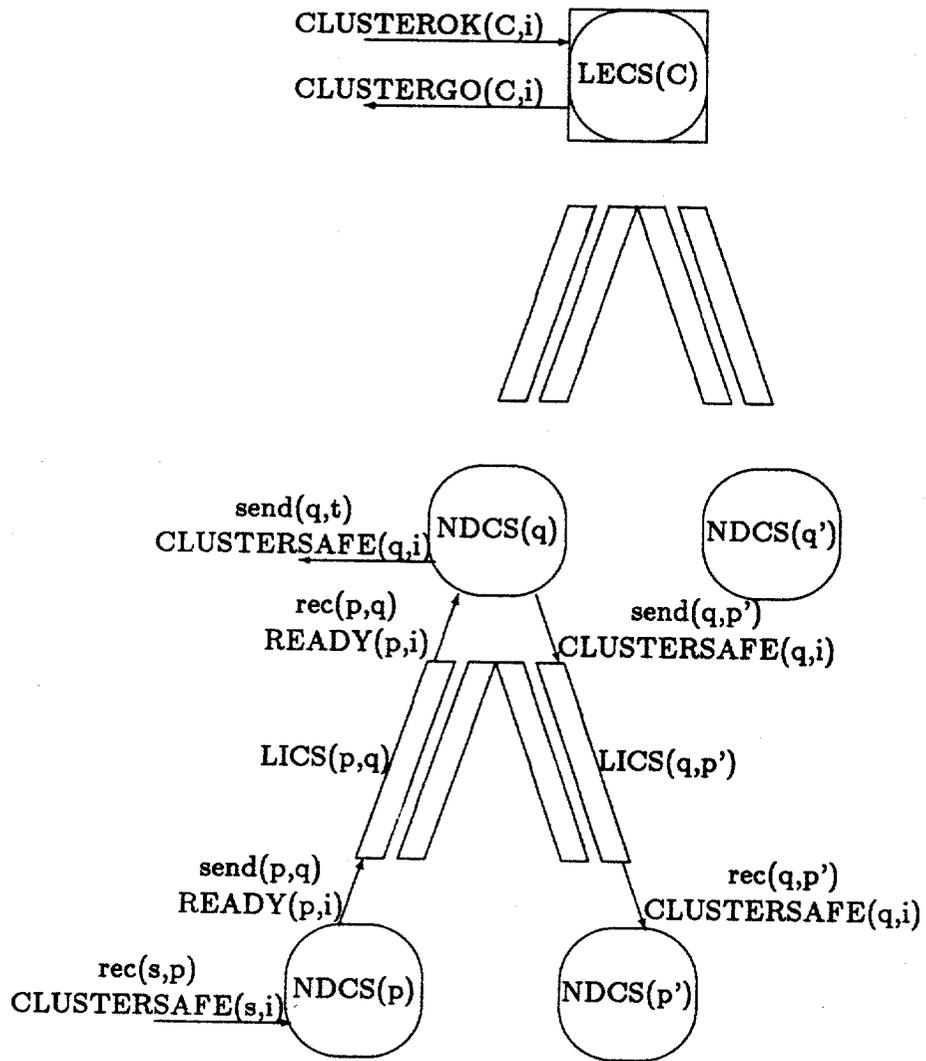 CLUSTEROK(C,i)
LECS(C)
CLUSTERGO(C,i)
send(q,t)
CLUSTERSAFE(q,i)
NDCS(q)
NDCS(q')
rec(p,q)
READY(p,i)
send(q,p')
CLUSTERSAFE(q,i)
LICS(p,q)
LICS(q,p')
send(p,q)
READY(p,i)
rec(q,p')
CLUSTERSAFE(q,i)
rec(s,p)
CLUSTERSAFE(s,i)
NDCS(p)
NDCS(p')